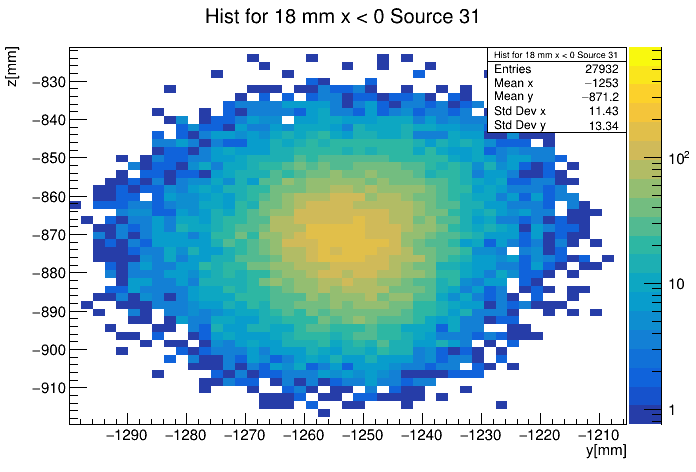 Hist for 18 mm x < 0 Source 31
z[mm]
Hist for 18 mm x < 0 Source 31
Entries 27932
Mean x −1253
Mean y −871.2
Std Dev x 11.43
Std Dev y 13.34
−830
−840
−850
−860
−870
−880
−890
−900
−910
10²
10
1
−1290 −1280 −1270 −1260 −1250 −1240 −1230 −1220 −1210
y[mm]